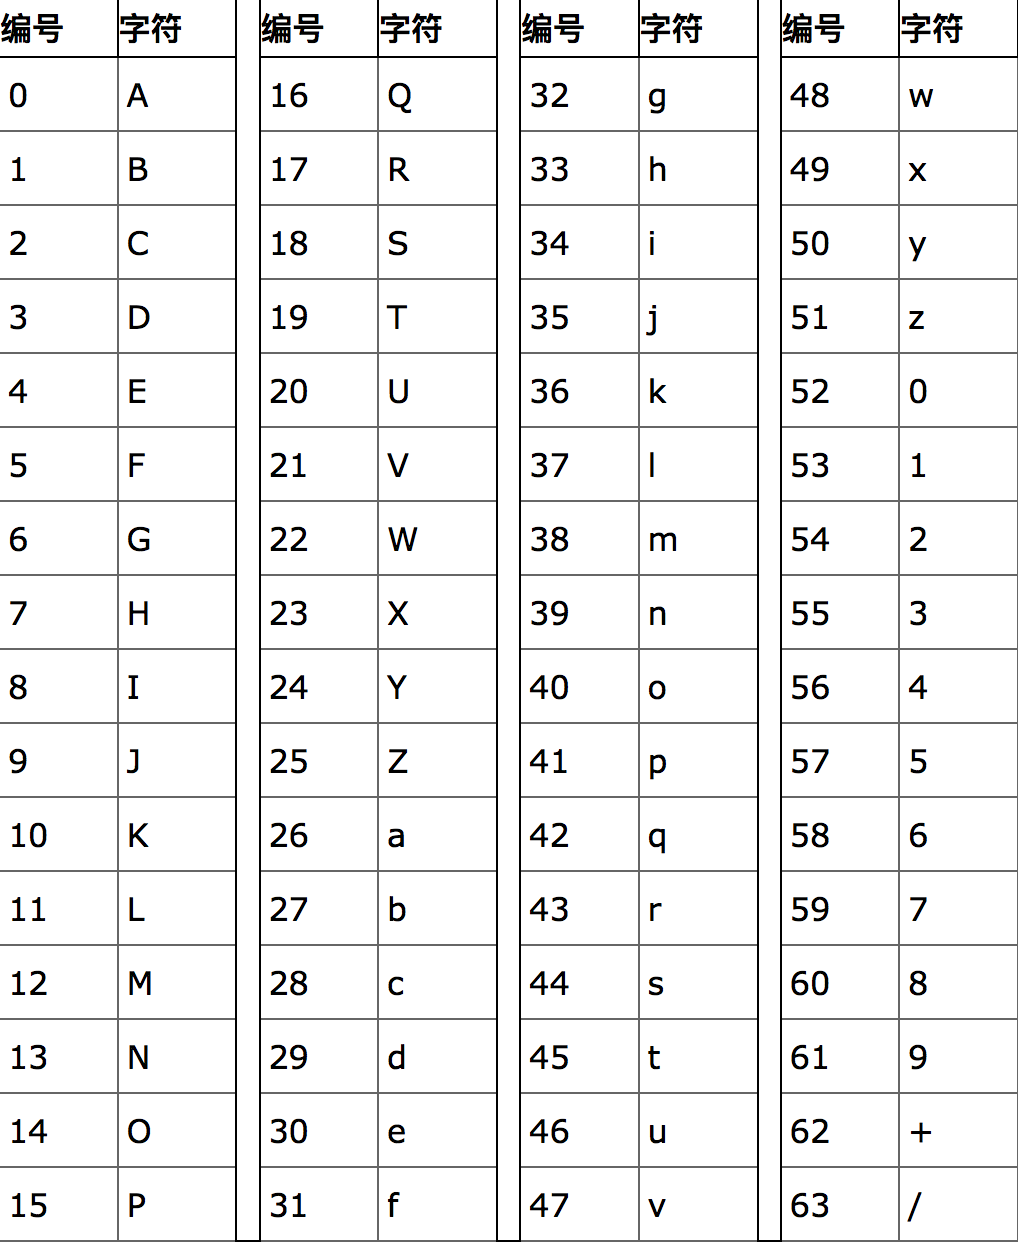 编号 字符 编号 字符 编号 字符 编号 字符
0 A 16 Q 32 g 48 w
1 B 17 R 33 h 49 x
2 C 18 S 34 i 50 y
3 D 19 T 35 j 51 z
4 E 20 U 36 k 52 0
5 F 21 V 37 l 53 1
6 G 22 W 38 m 54 2
7 H 23 X 39 n 55 3
8 I 24 Y 40 o 56 4
9 J 25 Z 41 p 57 5
10 K 26 a 42 q 58 6
11 L 27 b 43 r 59 7
12 M 28 c 44 s 60 8
13 N 29 d 45 t 61 9
14 O 30 e 46 u 62 +
15 P 31 f 47 v 63 /